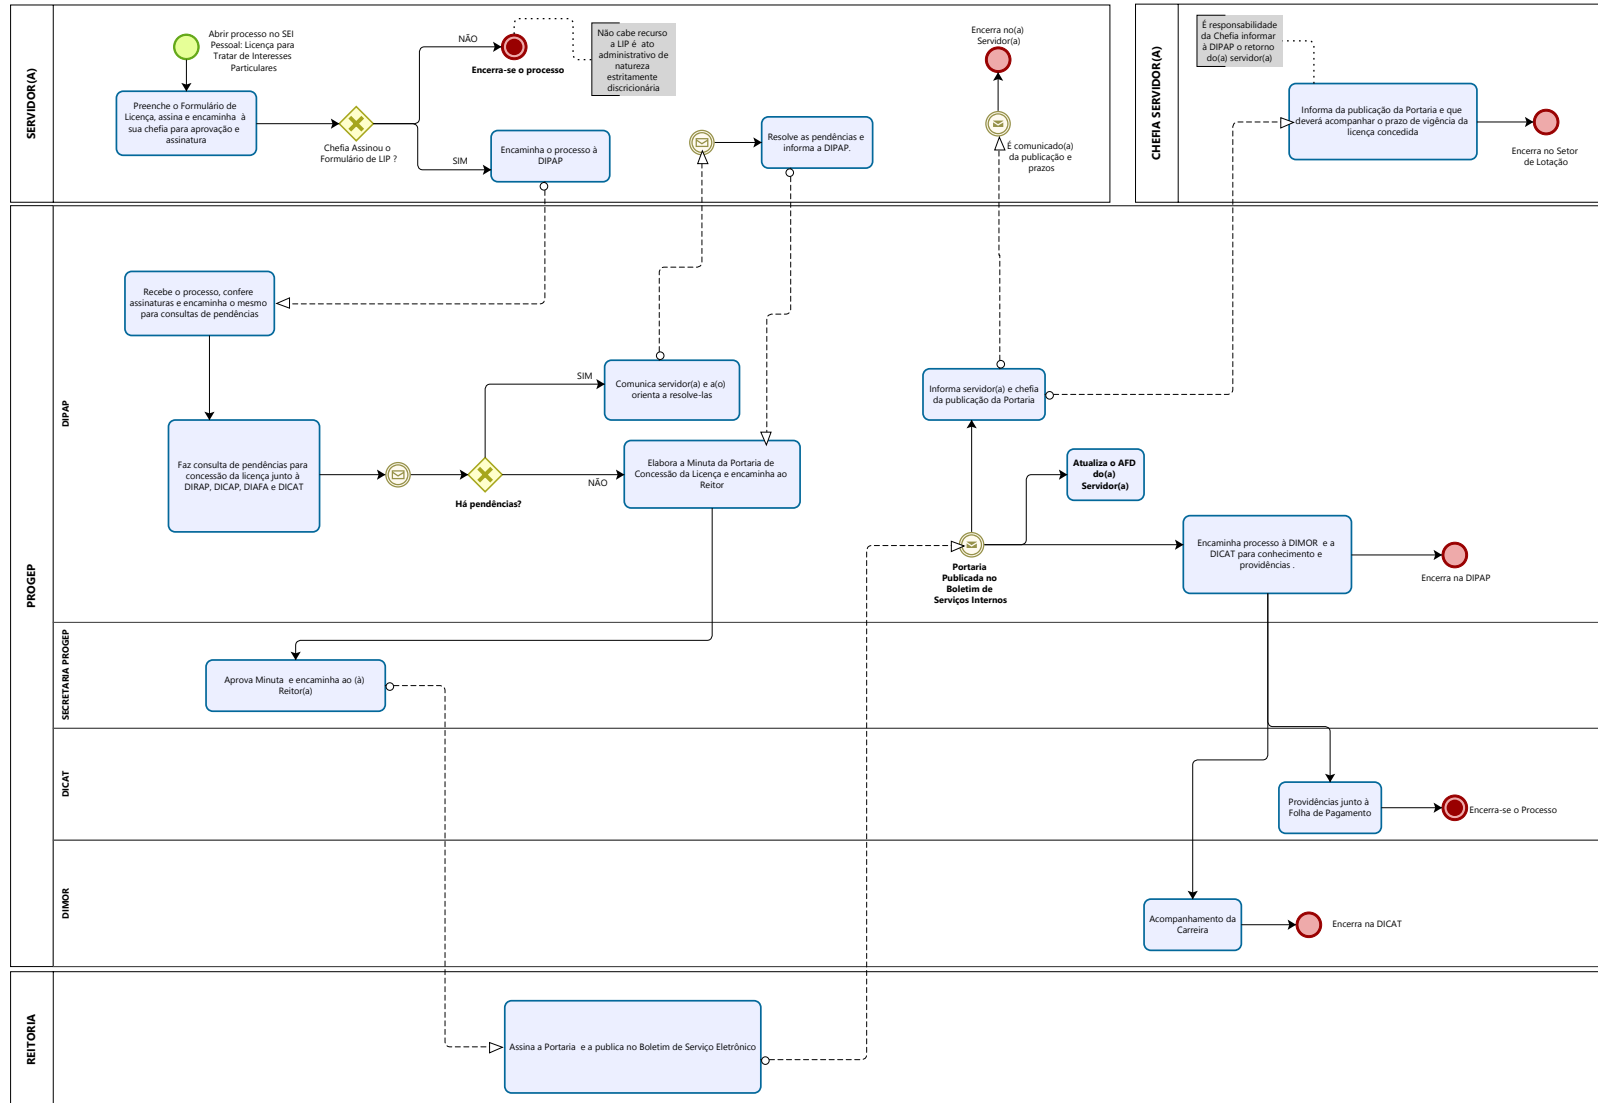 SERVIDOR(A)
Abrir processo no SEI
Pessoal: Licença para
Tratar de Interesses
Particulares
Preenche o Formulário de
Licença, assina e encaminha à
sua chefia para aprovação e
assinatura
Chefia Assinou o
Formulário de LIP ?
NÃO
SIM
Encerra-se o processo
Não cabe recurso
a LIP é ato
administrativo de
natureza
estritamente
discricionária
Encaminha o processo à
DIPAP
Resolve as pendências e
informa a DIPAP.
Encerra no(a)
Servidor(a)
É comunicado(a)
da publicação e
prazos
CHEFIA SERVIDOR(A)
É responsabilidade
da Chefia informar
à DIPAP o retorno
do(a) servidor(a)
Informa da publicação da Portaria e que
deverá acompanhar o prazo de vigência da
licença concedida
Encerra no Setor
de Lotação
PROGEP
DIPAP
Recebe o processo, confere
assinaturas e encaminha o mesmo
para consultas de pendências
Faz consulta de pendências para
concessão da licença junto à
DIRAP, DICAP, DIAFA e DICAT
Há pendências?
SIM
NÃO
Comunica servidor(a) e a(o)
orienta a resolve-las
Elabora a Minuta da Portaria de
Concessão da Licença e encaminha ao
Reitor
Informa servidor(a) e chefia
da publicação da Portaria
Atualiza o AFD
do(a)
Servidor(a)
Portaria
Publicada no
Boletim de
Serviços Internos
Encaminha processo à DIMOR e a
DICAT para conhecimento e
providências .
Encerra na DIPAP
SECRETARIA PROGEP
Aprova Minuta e encaminha ao (à)
Reitor(a)
DICAT
Providências junto à
Folha de Pagamento
Encerra-se o Processo
DIMOR
Acompanhamento da
Carreira
Encerra na DICAT
REITORIA
Assina a Portaria e a publica no Boletim de Serviço Eletrônico